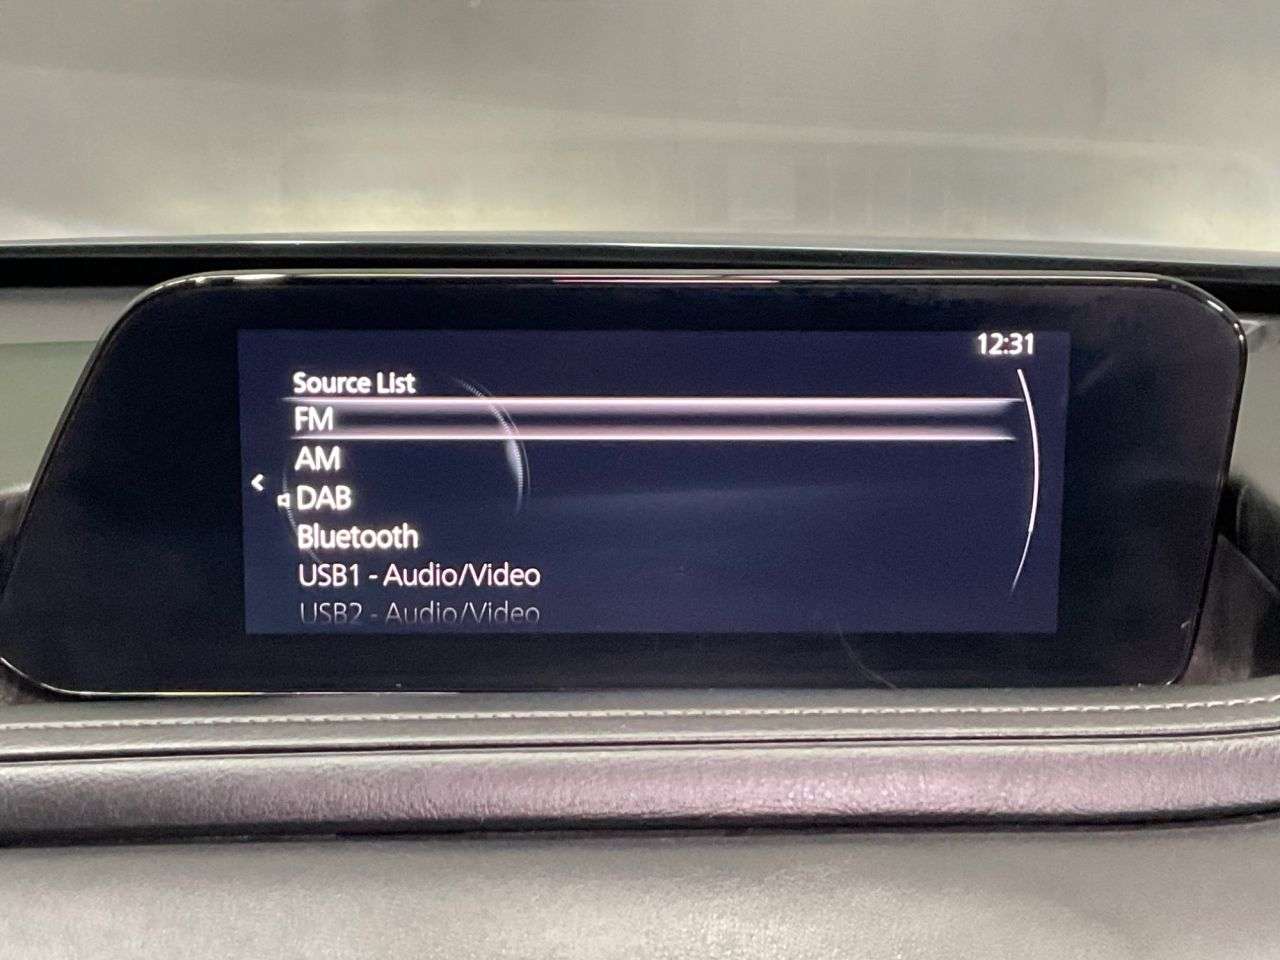 12:31
Source List
FM
AM
DAB
Bluetooth
USB1 - Audio/Video
USB2 - Audio/Video